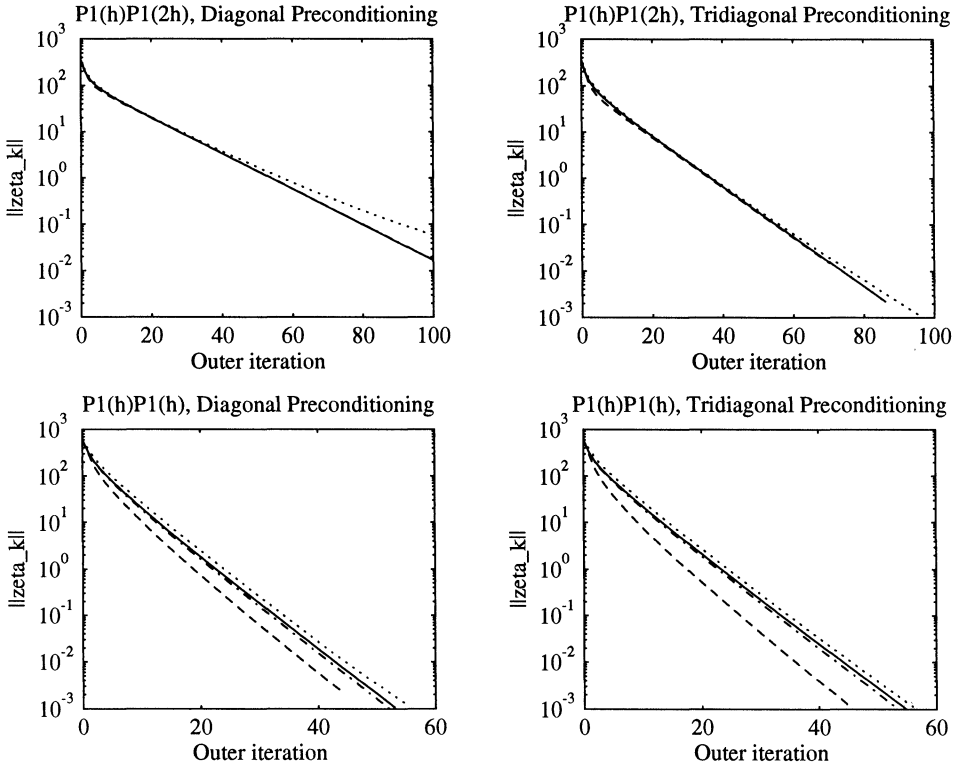 P1(h)P1(2h), Diagonal Preconditioning
10^3
10^2
10^1
10^0
10^-1
10^-2
10^-3
||zeta_k||
0 20 40 60 80 100
Outer iteration
P1(h)P1(2h), Tridiagonal Preconditioning
10^3
10^2
10^1
10^0
10^-1
10^-2
10^-3
||zeta_k||
0 20 40 60 80 100
Outer iteration
P1(h)P1(h), Diagonal Preconditioning
10^3
10^2
10^1
10^0
10^-1
10^-2
10^-3
||zeta_k||
0 20 40 60
Outer iteration
P1(h)P1(h), Tridiagonal Preconditioning
10^3
10^2
10^1
10^0
10^-1
10^-2
10^-3
||zeta_k||
0 20 40 60
Outer iteration